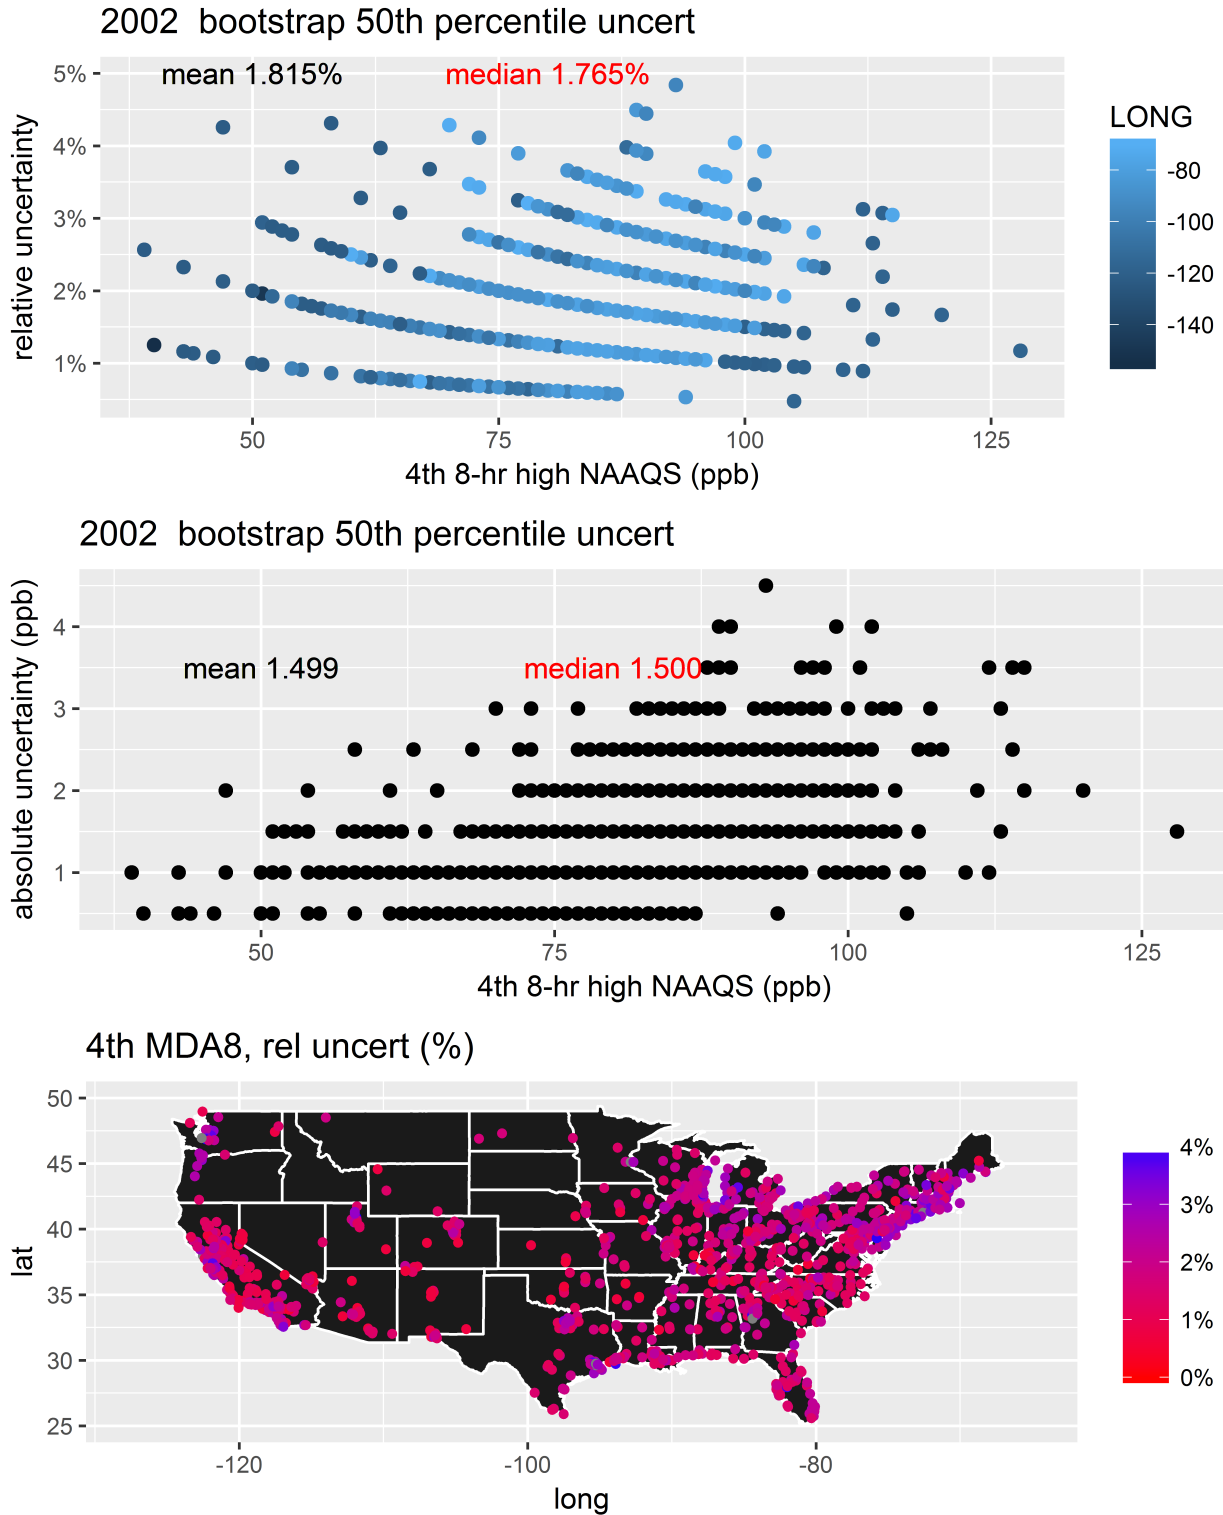 2002  bootstrap 50th percentile uncert
mean 1.815%
median 1.765%
5%
4%
3%
2%
1%
relative uncertainty
50
75
100
125
4th 8-hr high NAAQS (ppb)
LONG
-80
-100
-120
-140
2002  bootstrap 50th percentile uncert
mean 1.499
median 1.500
4
3
2
1
absolute uncertainty (ppb)
50
75
100
125
4th 8-hr high NAAQS (ppb)
4th MDA8, rel uncert (%)
50
45
40
35
30
25
lat
-120
-100
-80
long
4%
3%
2%
1%
0%